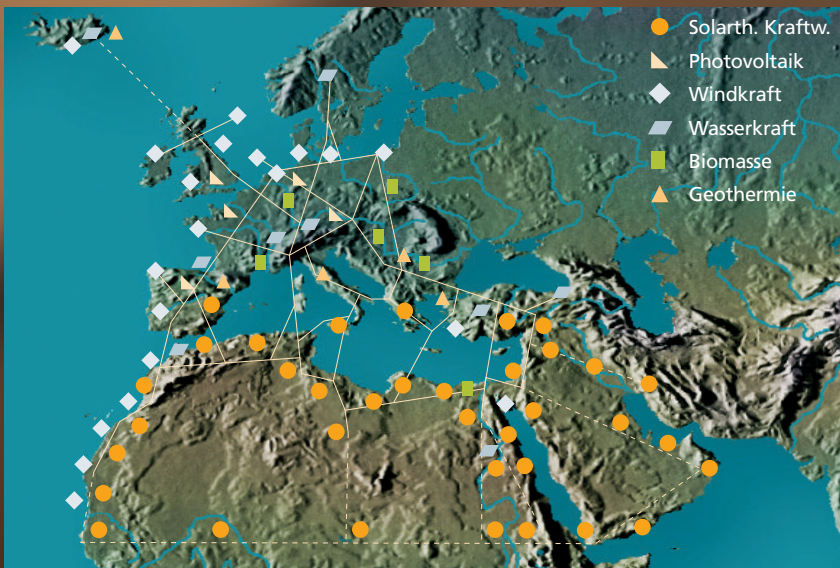 Solarth. Kraftw.
Photovoltaik
Windkraft
Wasserkraft
Biomasse
Geothermie